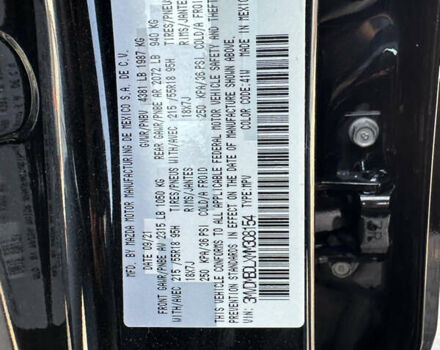 MFD. BY MAZDA MOTOR MANUFACTURING DE MEXICO S.A. DE C.V.
DATE 09/21 GVWR/PNBV 4381 LB 1987 KG
FRONT GAWR/PNBE AV 2315 LB 1050 KG REAR GAWR/PNBE AR 2072 LB 940 KG
WITH/AVEC 215 /55R18 95H TIRES/PNEUS WITH/AVEC 215 /55R18 95H TIRES/PNEUS
18X7J RIMS/JANTES 18X7J RIMS/JANTES
250 KPA/36 PSI COLD/A FROID 250 KPA/36 PSI COLD/A FROID
THIS VEHICLE CONFORMS TO ALL APPLICABLE FEDERAL MOTOR VEHICLE SAFETY AND
THEFT PREVENTION STANDARDS IN EFFECT ON THE DATE OF MANUFACTURE SHOWN ABOVE.
VIN: TYPE:MPV 41W MADE IN MEXICO